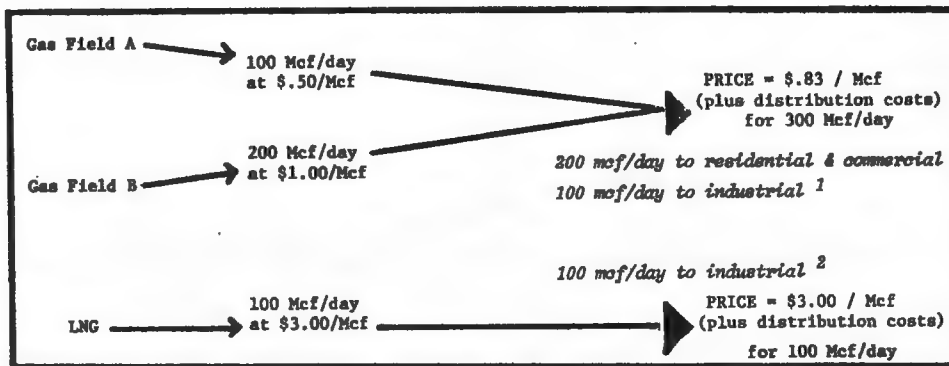 Gas Field A
100 Mcf/day
at $.50/Mcf
PRICE = $.83 / Mcf
(plus distribution costs)
for 300 Mcf/day
200 Mcf/day
at $1.00/Mcf
Gas Field B
200 mcf/day to residential & commercial
100 mcf/day to industrial 1
100 mcf/day to industrial 2
LNG
100 Mcf/day
at $3.00/Mcf
PRICE = $3.00 / Mcf
(plus distribution costs)
for 100 Mcf/day